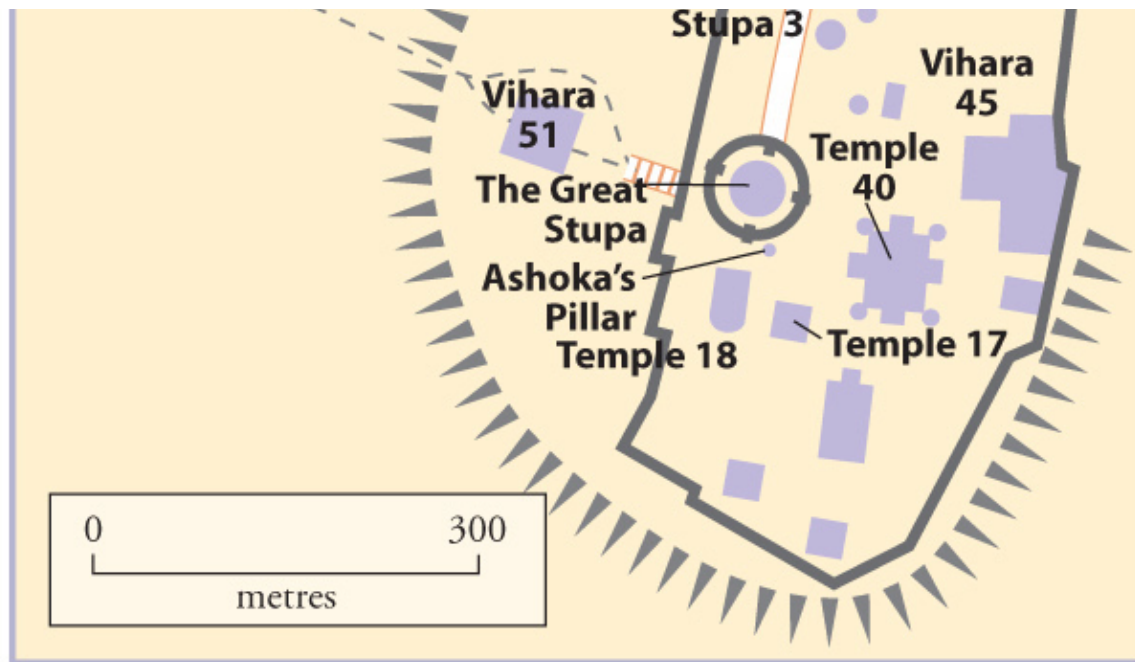 Stupa 3
Vihara
45
Vihara
51
Temple
40
The Great
Stupa
Ashoka’s
Pillar
Temple 18
Temple 17
0 300
metres